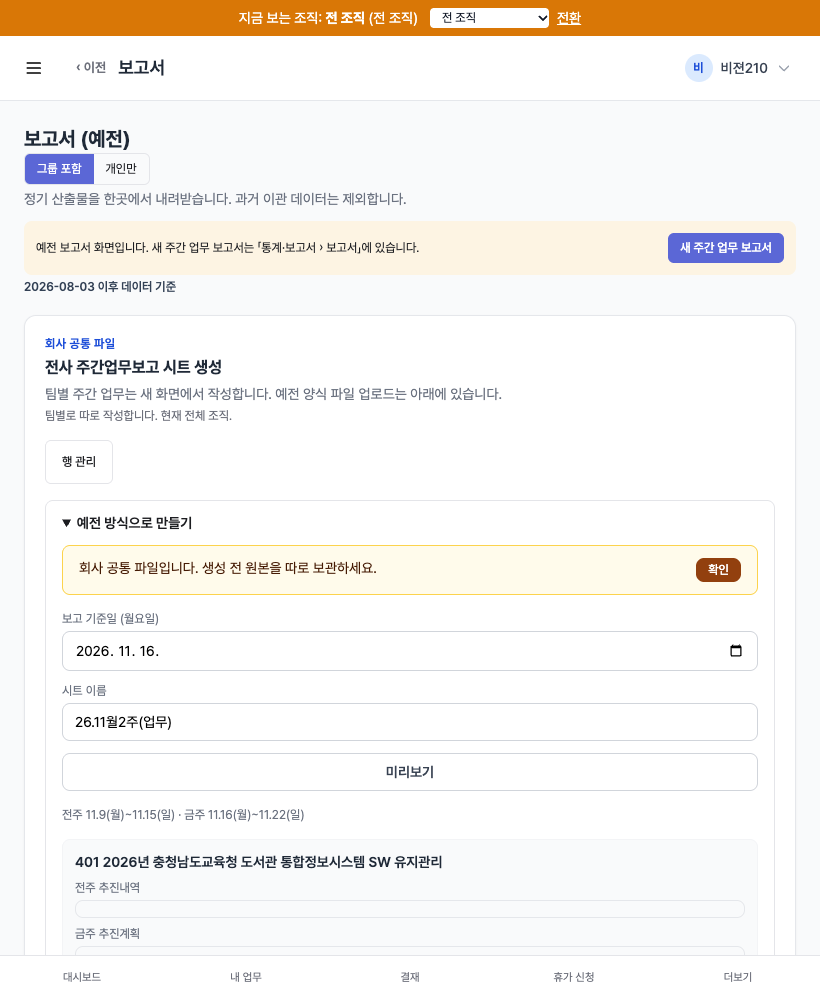 지금 보는 조직: 전 조직 (전 조직) 전 조직 전환
‹ 이전 보고서 비 비젼210
보고서 (예전)
그룹 포함 개인만
정기 산출물을 한곳에서 내려받습니다. 과거 이관 데이터는 제외합니다.
예전 보고서 화면입니다. 새 주간 업무 보고서는 「통계·보고서 › 보고서」에 있습니다. 새 주간 업무 보고서
2026-08-03 이후 데이터 기준
회사 공통 파일
전사 주간업무보고 시트 생성
팀별 주간 업무는 새 화면에서 작성합니다. 예전 양식 파일 업로드는 아래에 있습니다.
팀별로 따로 작성합니다. 현재 전체 조직.
행 관리
▼ 예전 방식으로 만들기
회사 공통 파일입니다. 생성 전 원본을 따로 보관하세요. 확인
보고 기준일 (월요일)
2026. 11. 16.
시트 이름
26.11월2주(업무)
미리보기
전주 11.9(월)~11.15(일) · 금주 11.16(월)~11.22(일)
401 2026년 충청남도교육청 도서관 통합정보시스템 SW 유지관리
전주 추진내역
금주 추진계획
대시보드 내 업무 결재 휴가 신청 더보기